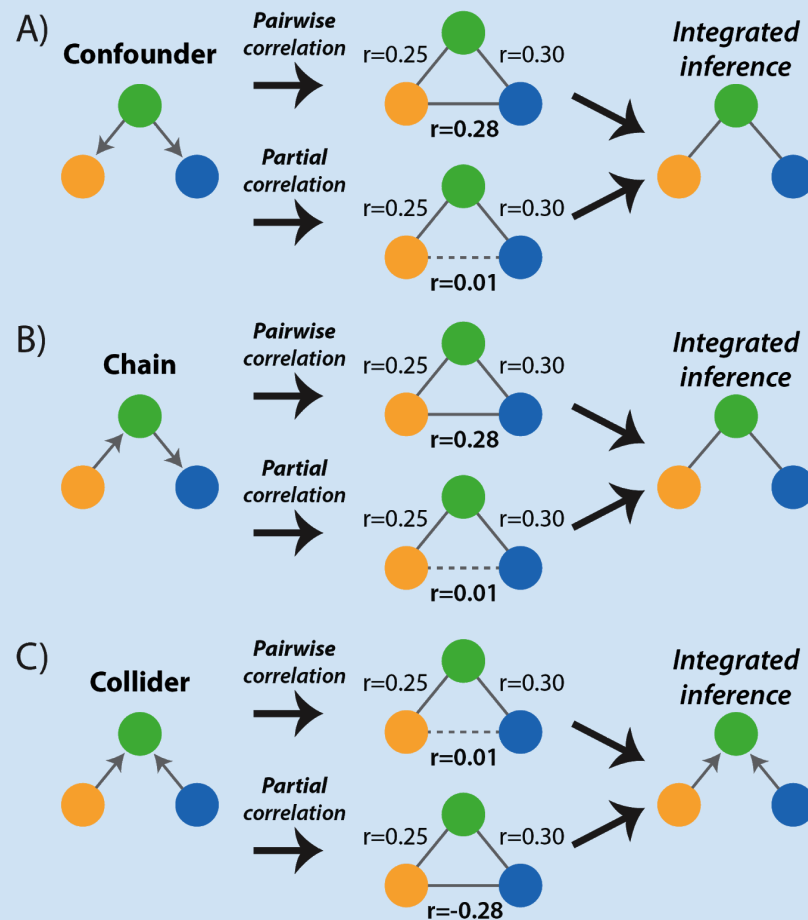 A)
Confounder
Pairwise
correlation
r=0.25
r=0.30
r=0.28
Partial
correlation
r=0.25
r=0.30
r=0.01
Integrated
inference
B)
Chain
Pairwise
correlation
r=0.25
r=0.30
r=0.28
Partial
correlation
r=0.25
r=0.30
r=0.01
Integrated
inference
C)
Collider
Pairwise
correlation
r=0.25
r=0.30
r=0.01
Partial
correlation
r=0.25
r=0.30
r=-0.28
Integrated
inference